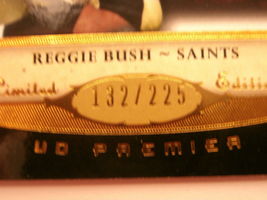 REGGIE BUSH ~ SAINTS
Limited Edition
132/225
UD PREMIER